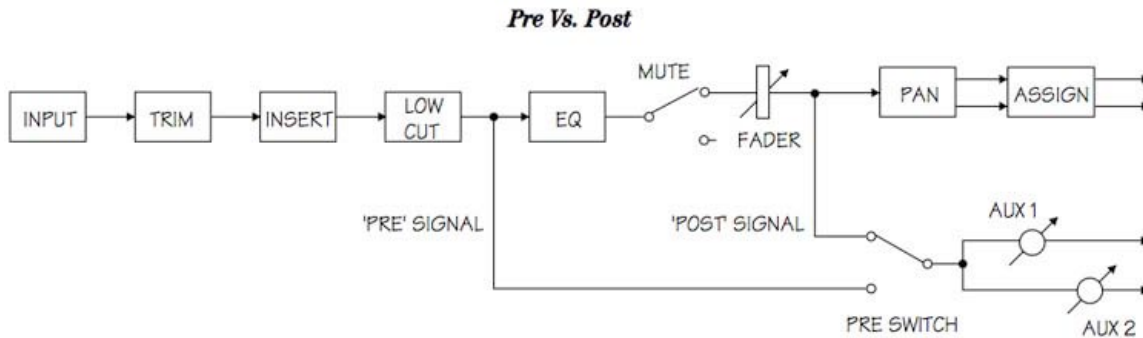 Pre Vs. Post
MUTE
INPUT
TRIM
INSERT
LOW
CUT
EQ
FADER
PAN
ASSIGN
'PRE' SIGNAL
'POST' SIGNAL
AUX 1
PRE SWITCH
AUX 2